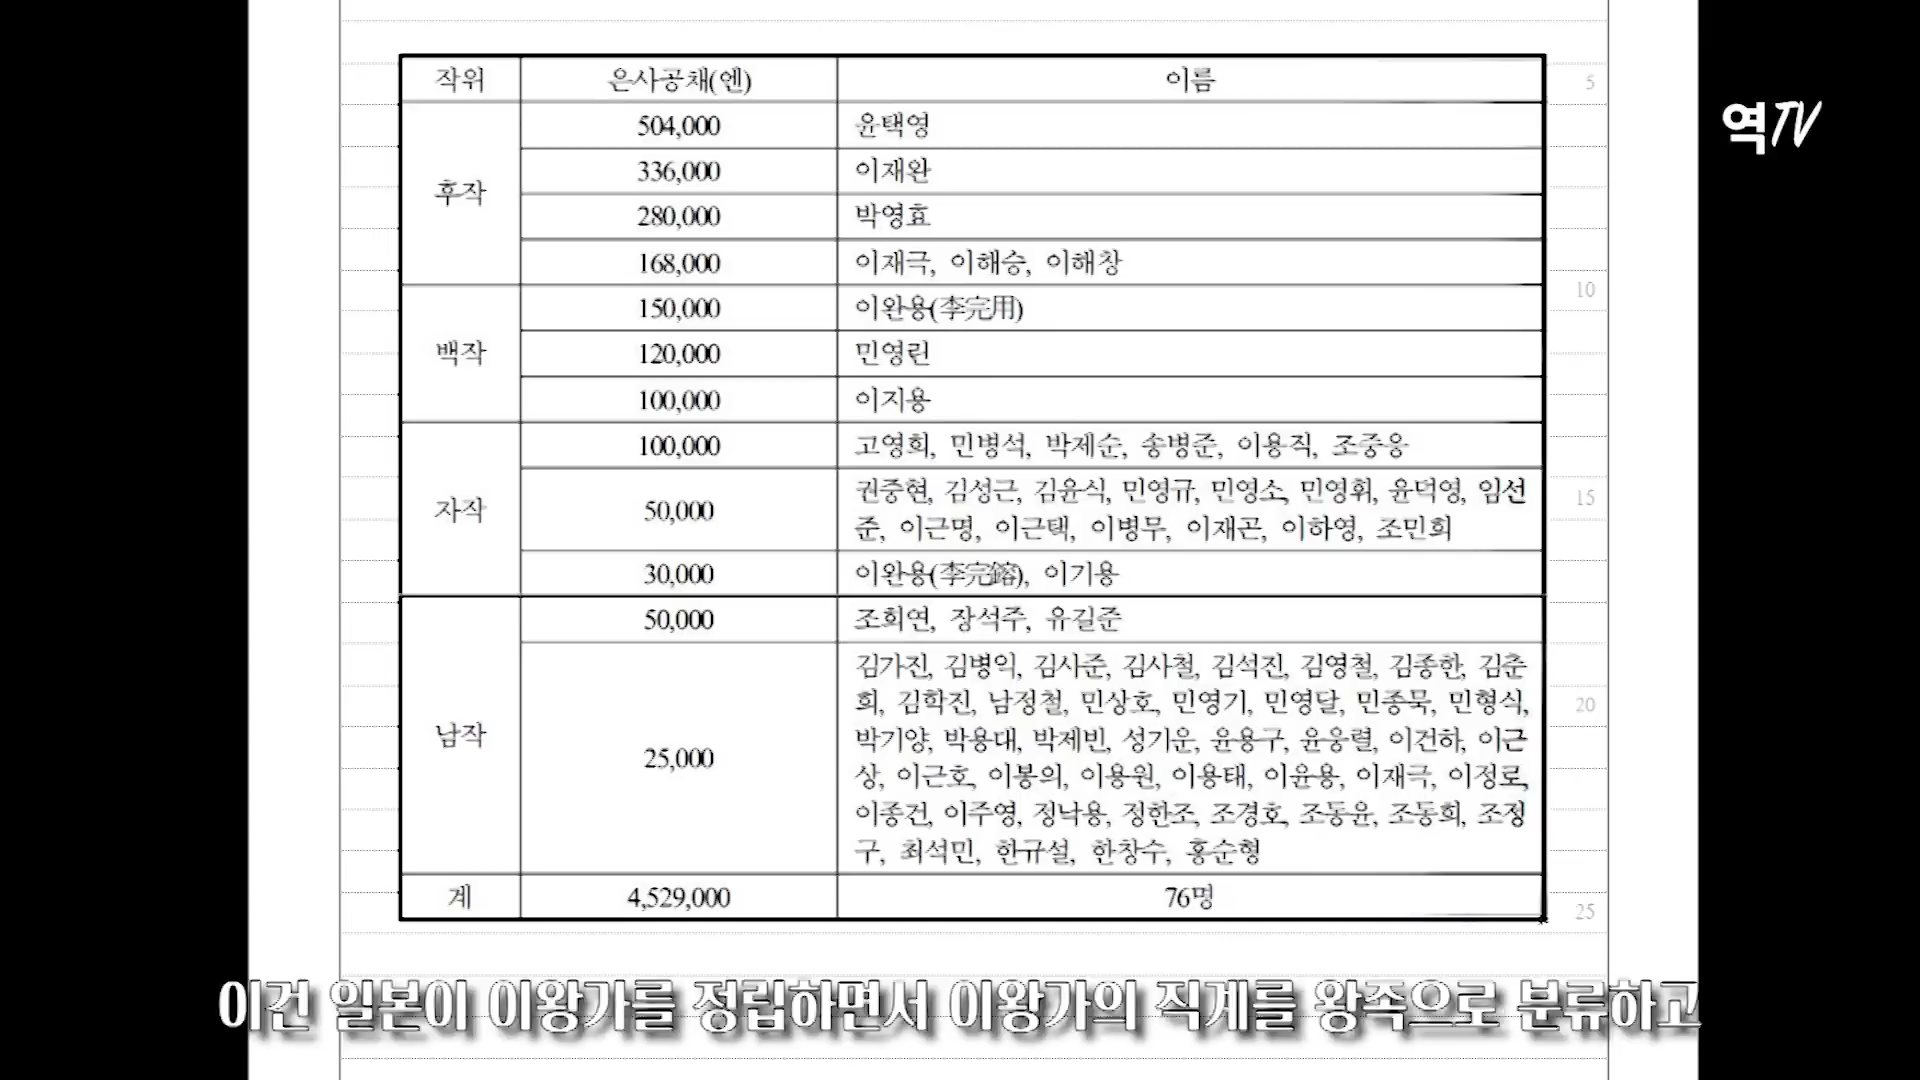 작위 은사공채(엔) 이름
후작
504,000 윤택영
336,000 이재완
280,000 박영효
168,000 이재극, 이해승, 이해창
백작
150,000 이완용(李完用)
120,000 민영린
100,000 이지용
자작
100,000 고영희, 민병석, 박제순, 송병준, 이용직, 조중응
50,000
권중현, 김성근, 김윤식, 민영규, 민영소, 민영휘, 윤덕영, 임선
준, 이근명, 이근택, 이병무, 이재곤, 이하영, 조민희
30,000 이완용(李完鎔), 이기용
남작
50,000 조희연, 장석주, 유길준
25,000
김가진, 김병익, 김시준, 김사철, 김석진, 김영철, 김종한, 김춘
희, 김학진, 남정철, 민상호, 민영기, 민영달, 민종묵, 민형식,
박기양, 박용대, 박제빈, 성기운, 윤용구, 윤웅렬, 이건하, 이근
상, 이근호, 이봉의, 이용원, 이용태, 이윤용, 이재극, 이정로,
이종건, 이주영, 정낙용, 정한조, 조경호, 조동윤, 조동희, 조정
구, 최석민, 한규설, 한창수, 홍순형
계 4,529,000 76명
5
10
15
20
25
역TV
이건 일본이 이왕가를 정립하면서 이왕가의 직계를 왕족으로 분류하고